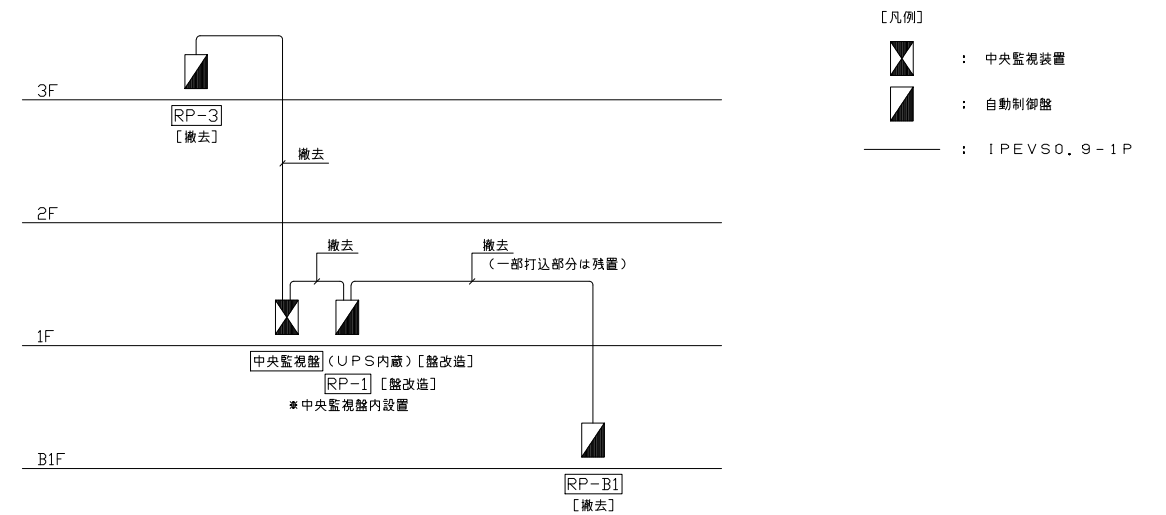 [凡例]
: 中央監視装置
: 自動制御盤
: IPEVS0.9-1P
3F
RP-3
[撤去]
撤去
2F
撤去
撤去
(一部打込部分は残置)
1F
中央監視盤(UPS内蔵)[盤改造]
RP-1 [盤改造]
※中央監視盤内設置
B1F
RP-B1
[撤去]